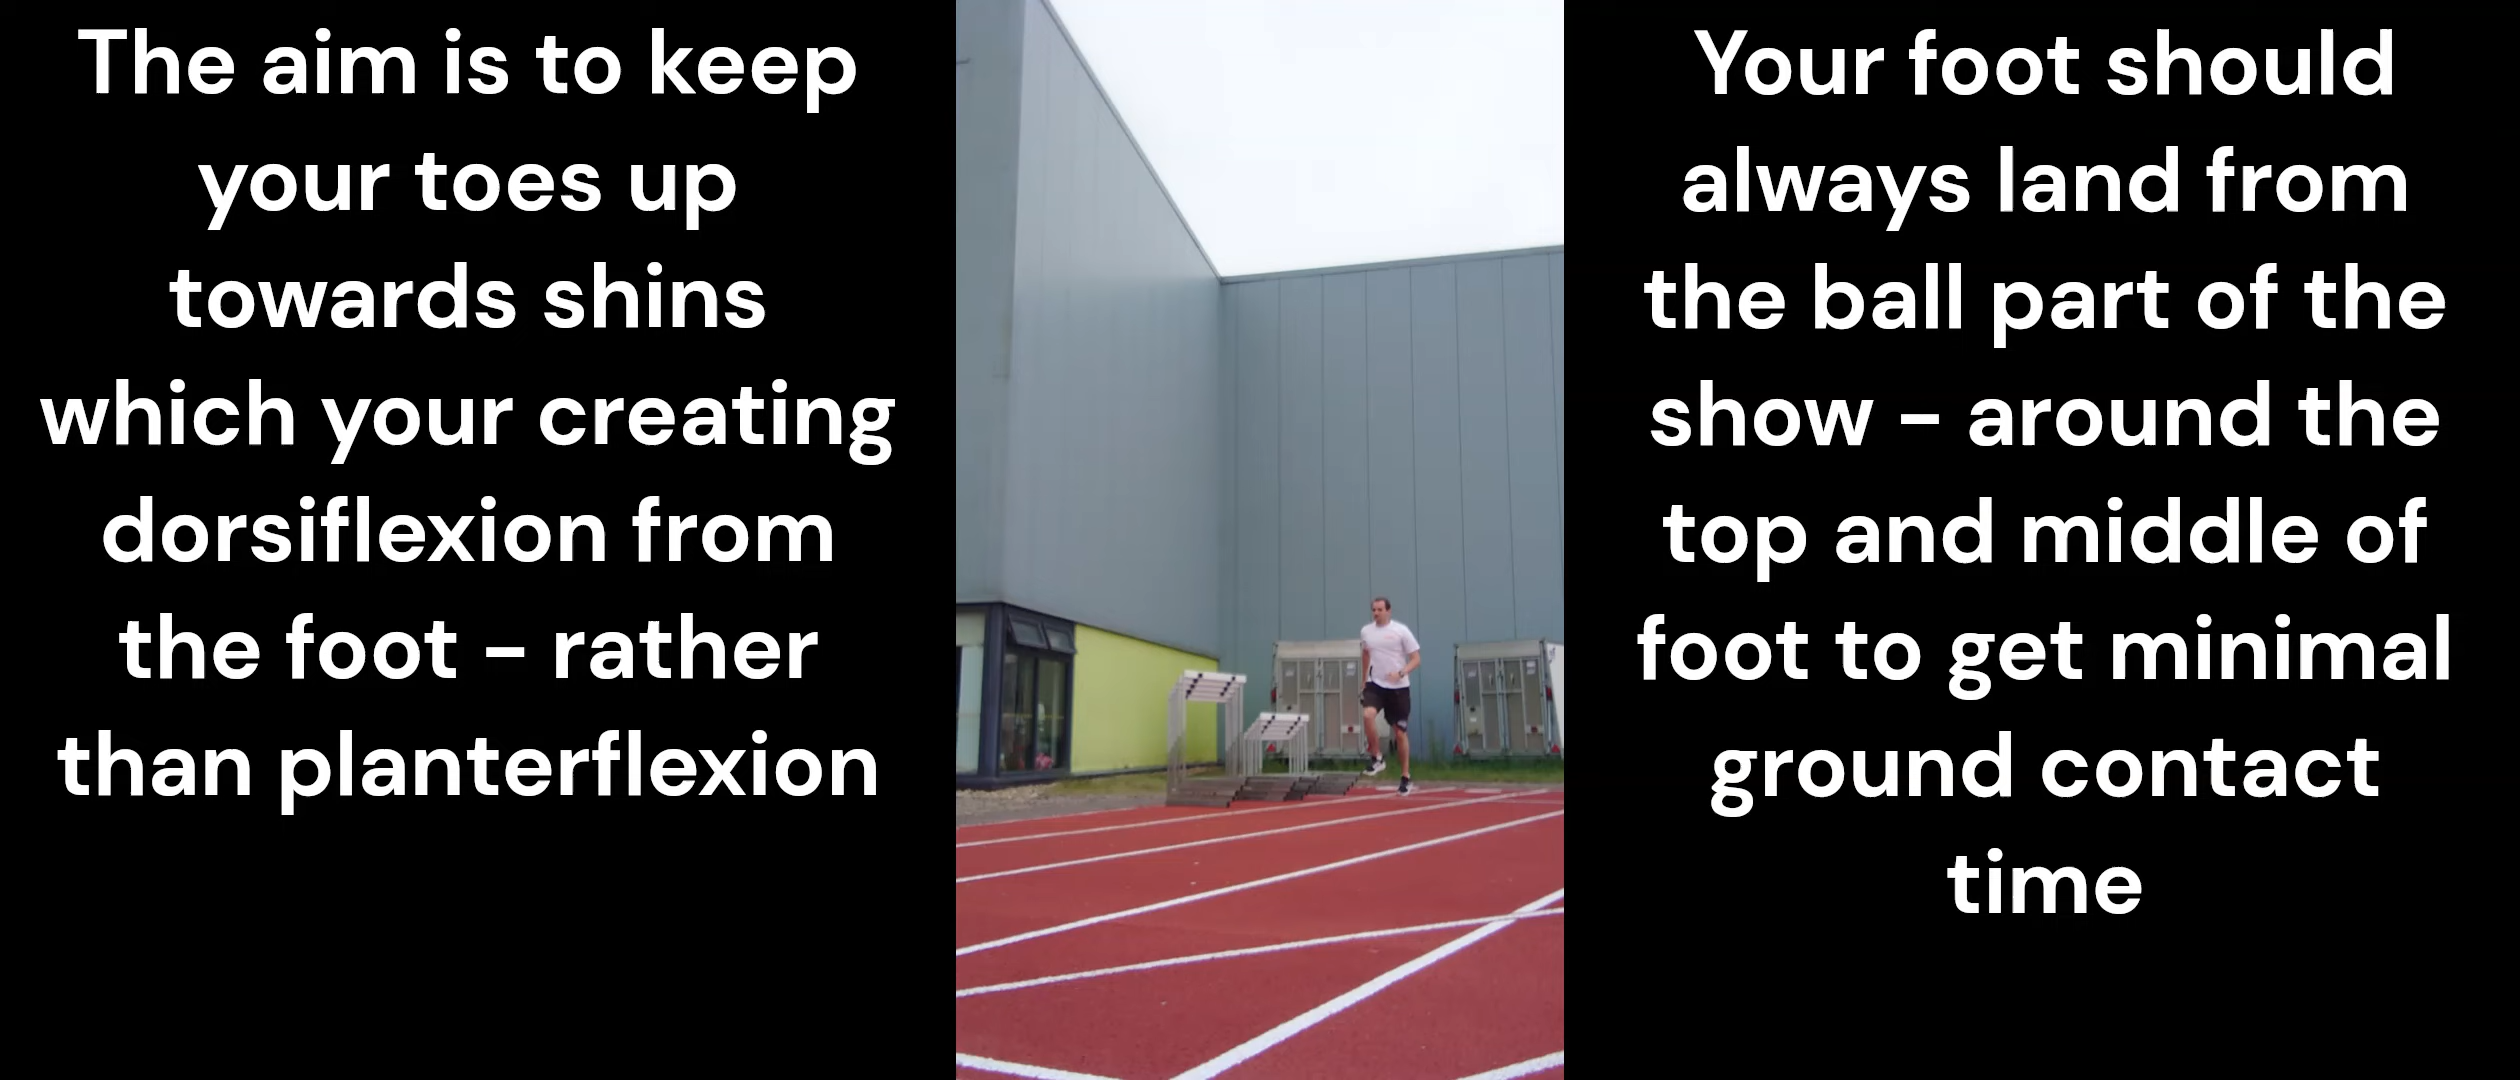 The aim is to keep
your toes up
towards shins
which your creating
dorsiflexion from
the foot – rather
than planterflexion
Your foot should
always land from
the ball part of the
show – around the
top and middle of
foot to get minimal
ground contact
time